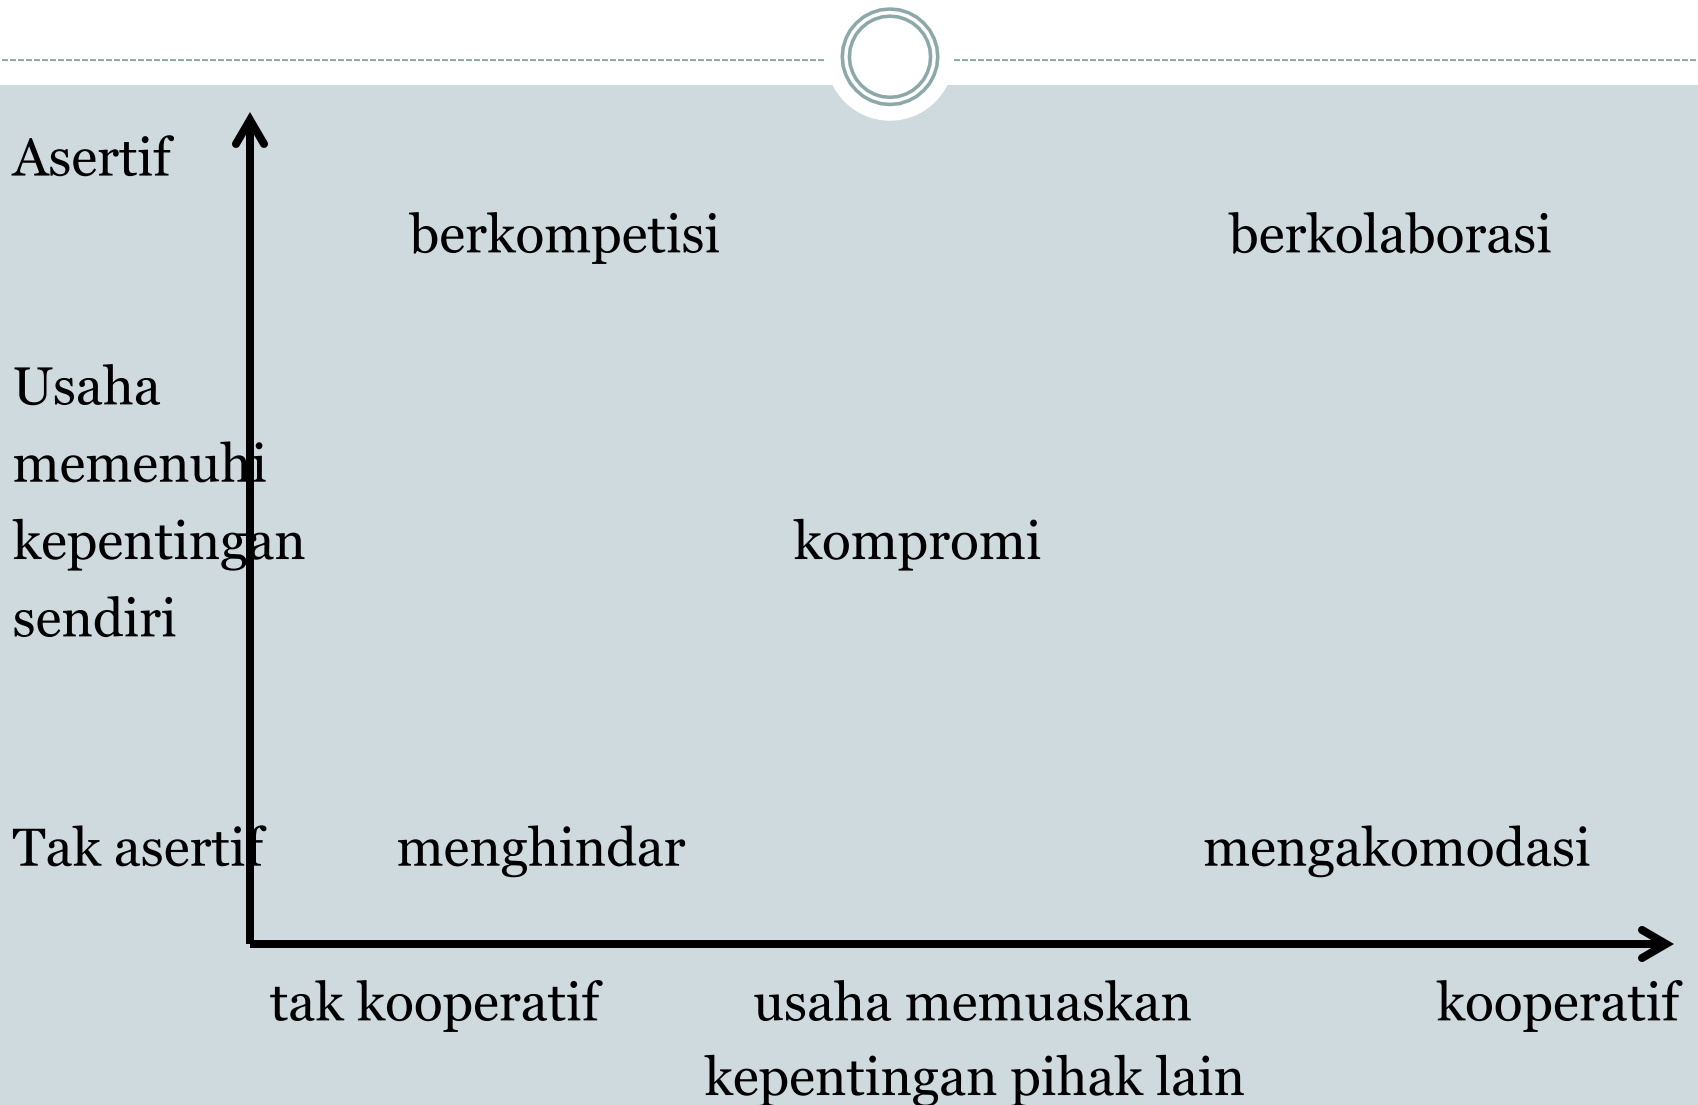 Asertif
berkompetisi berkolaborasi
Usaha
memenuhi
kepentingan kompromi
sendiri
Tak asertif menghindar mengakomodasi
tak kooperatif usaha memuaskan kooperatif
kepentingan pihak lain